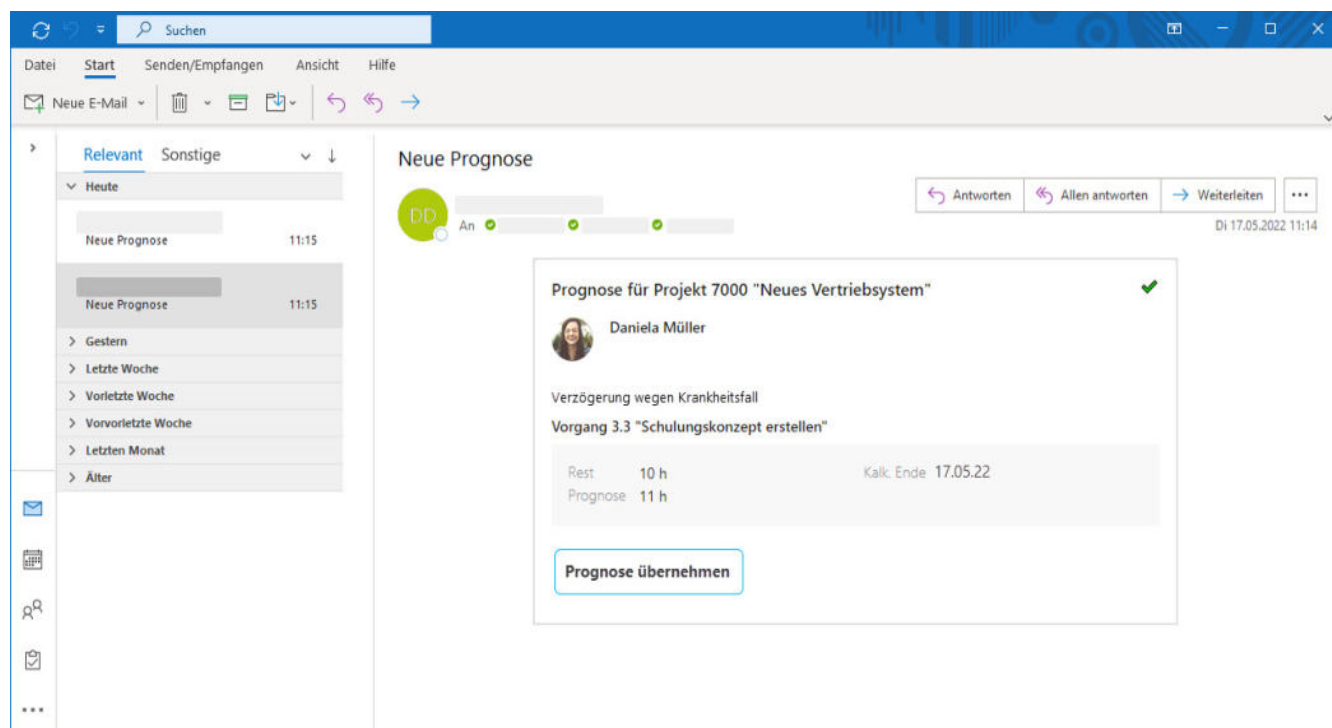 Suchen
Datei Start Senden/Empfangen Ansicht Hilfe
Neue E-Mail
Relevant Sonstige
Heute
Neue Prognose 11:15
Neue Prognose 11:15
Gestern
Letzte Woche
Vorletzte Woche
Vorvorletzte Woche
Letzten Monat
Älter
Neue Prognose
DD
An
Antworten Allen antworten Weiterleiten
Di 17.05.2022 11:14
Prognose für Projekt 7000 "Neues Vertriebsystem"
Daniela Müller
Verzögerung wegen Krankheitsfall
Vorgang 3.3 "Schulungskonzept erstellen"
Rest 10 h Kalk. Ende 17.05.22
Prognose 11 h
Prognose übernehmen